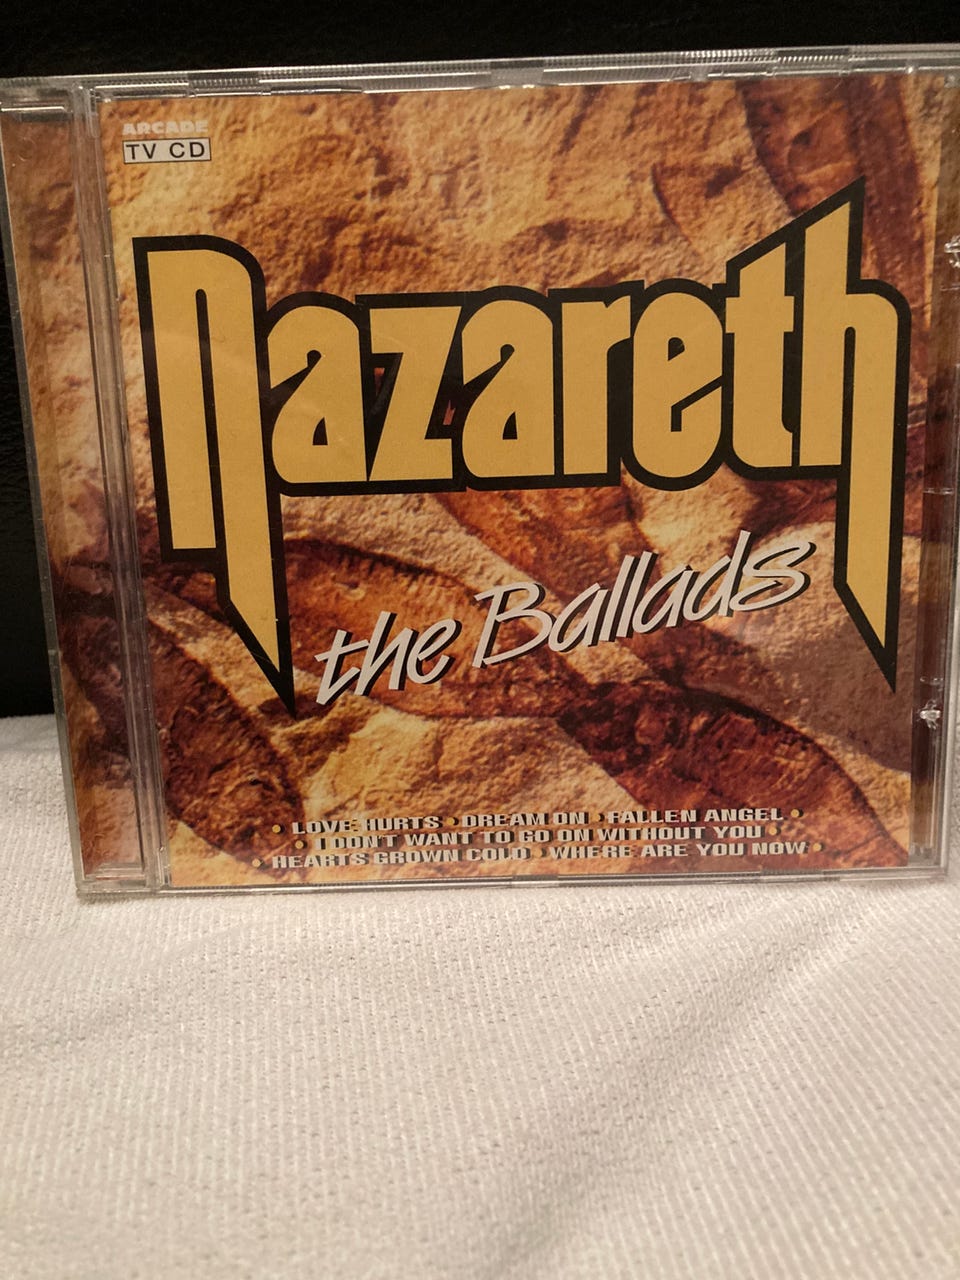 ARCADE
TV CD
nazareth
the Ballads
• LOVE HURTS • DREAM ON • FALLEN ANGEL •
• I DON'T WANT TO GO ON WITHOUT YOU •
• HEARTS GROWN COLD • WHERE ARE YOU NOW •